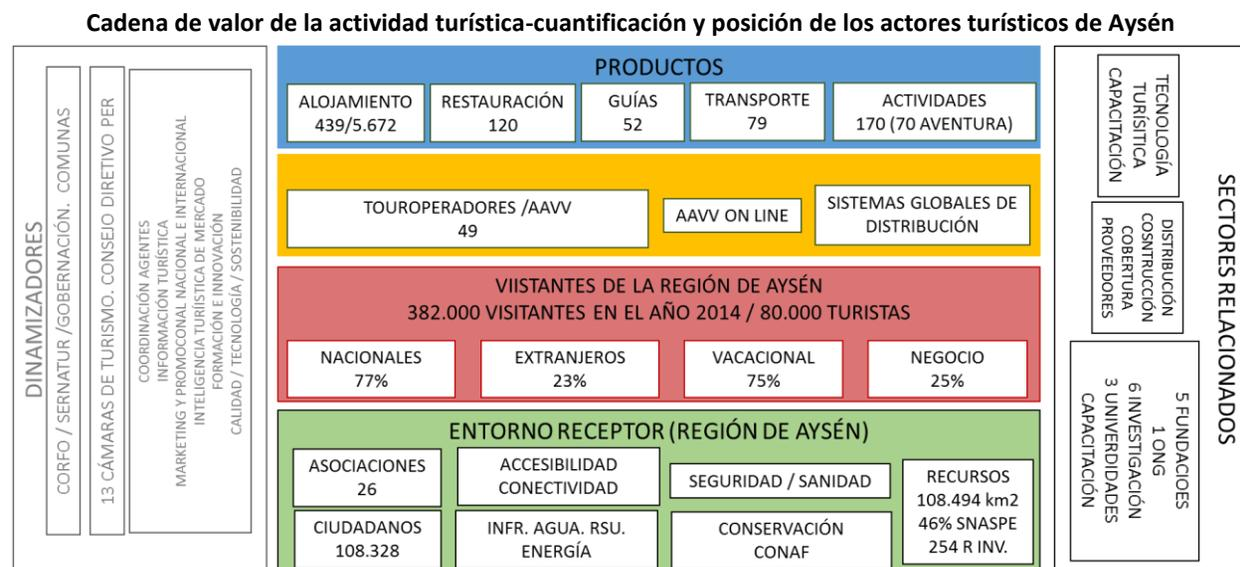 Cadena de valor de la actividad turística-cuantificación y posición de los actores turísticos de Aysén
DINAMIZADORES
CORFO / SERNATUR /GOBERNACIÓN. COMUNAS
13 CÁMARAS DE TURISMO. CONSEJO DIRETIVO PER
COORDINACIÓN AGENTES
INFORMACIÓN TURÍSTICA
MARKETING Y PROMOCONAL NACIONAL E INTERNACIONAL
INTELIGENCIA TURÍISTICA DE MERCADO
FORMACIÓN E INNOVACIÓN
CALIDAD / TECNOLOGÍA / SOSTENIBILIDAD
PRODUCTOS
ALOJAMIENTO
439/5.672
RESTAURACIÓN
120
GUÍAS
52
TRANSPORTE
79
ACTIVIDADES
170 (70 AVENTURA)
TOUROPERADORES /AAVV
49
AAVV ON LINE
SISTEMAS GLOBALES DE
DISTRIBUCIÓN
VIISTANTES DE LA REGIÓN DE AYSÉN
382.000 VISITANTES EN EL AÑO 2014 / 80.000 TURISTAS
NACIONALES
77%
EXTRANJEROS
23%
VACACIONAL
75%
NEGOCIO
25%
ENTORNO RECEPTOR (REGIÓN DE AYSÉN)
ASOCIACIONES
26
ACCESIBILIDAD
CONECTIVIDAD
SEGURIDAD / SANIDAD
RECURSOS
108.494 km2
46% SNASPE
254 R INV.
CIUDADANOS
108.328
INFR. AGUA. RSU.
ENERGÍA
CONSERVACIÓN
CONAF
SECTORES RELACIONADOS
TECNOLOGÍA
TURÍSITICA
CAPACITACIÓN
DISTRIBUCIÓN
COSNTRUCCIÓN
COBERTURA
PROVEEDORES
5 FUNDACIOES
1 ONG
6 INVESTIGACIÓN
3 UNIVERDIDADES
CAPACITACIÓN